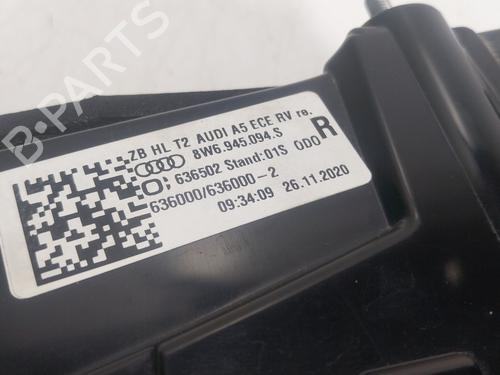 ZB HL T2 AUDI A5 ECE RV re.
8W6.945.094.S
636502 Stand:01S ODO R
636000/636000-2
09:34:09 26.11.2020
B-Parts